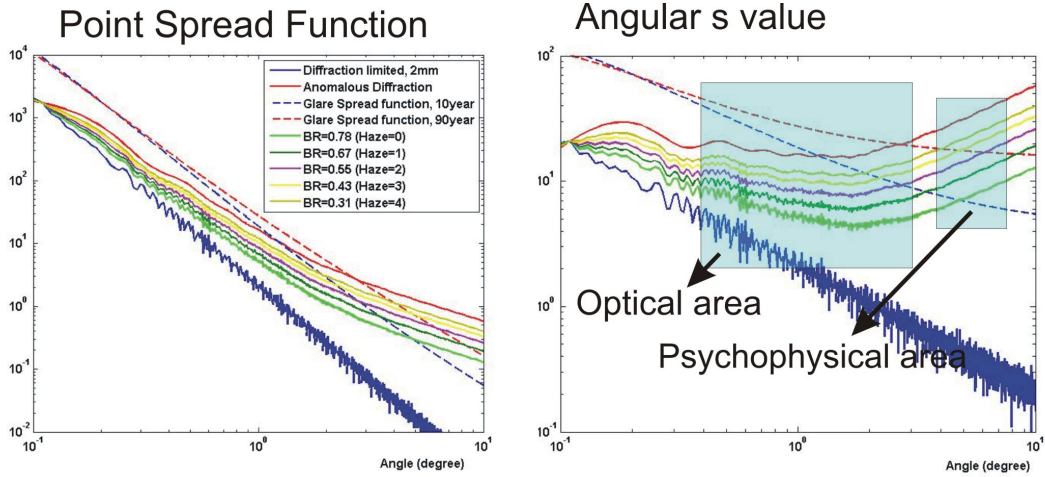 Point Spread Function
10^4
10^3
10^2
10^1
10^0
10^-1
10^-2
10^-1
10^0
10^1
Angle (degree)
Diffraction limited, 2mm
Anomalous Diffraction
Glare Spread function, 10year
Glare Spread function, 90year
BR=0.78 (Haze=0)
BR=0.67 (Haze=1)
BR=0.55 (Haze=2)
BR=0.43 (Haze=3)
BR=0.31 (Haze=4)
Angular s value
10^2
10^1
10^0
10^-1
Optical area
Psychophysical area
10^-1
10^0
10^1
Angle (degree)